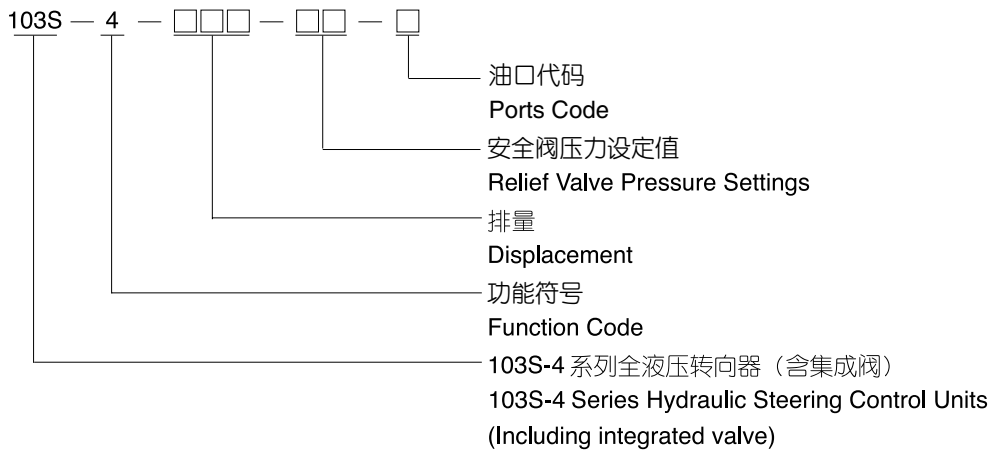 103S — 4 — □□□ — □□ — □
油口代码
Ports Code
安全阀压力设定值
Relief Valve Pressure Settings
排量
Displacement
功能符号
Function Code
103S-4 系列全液压转向器（含集成阀）
103S-4 Series Hydraulic Steering Control Units
(Including integrated valve)